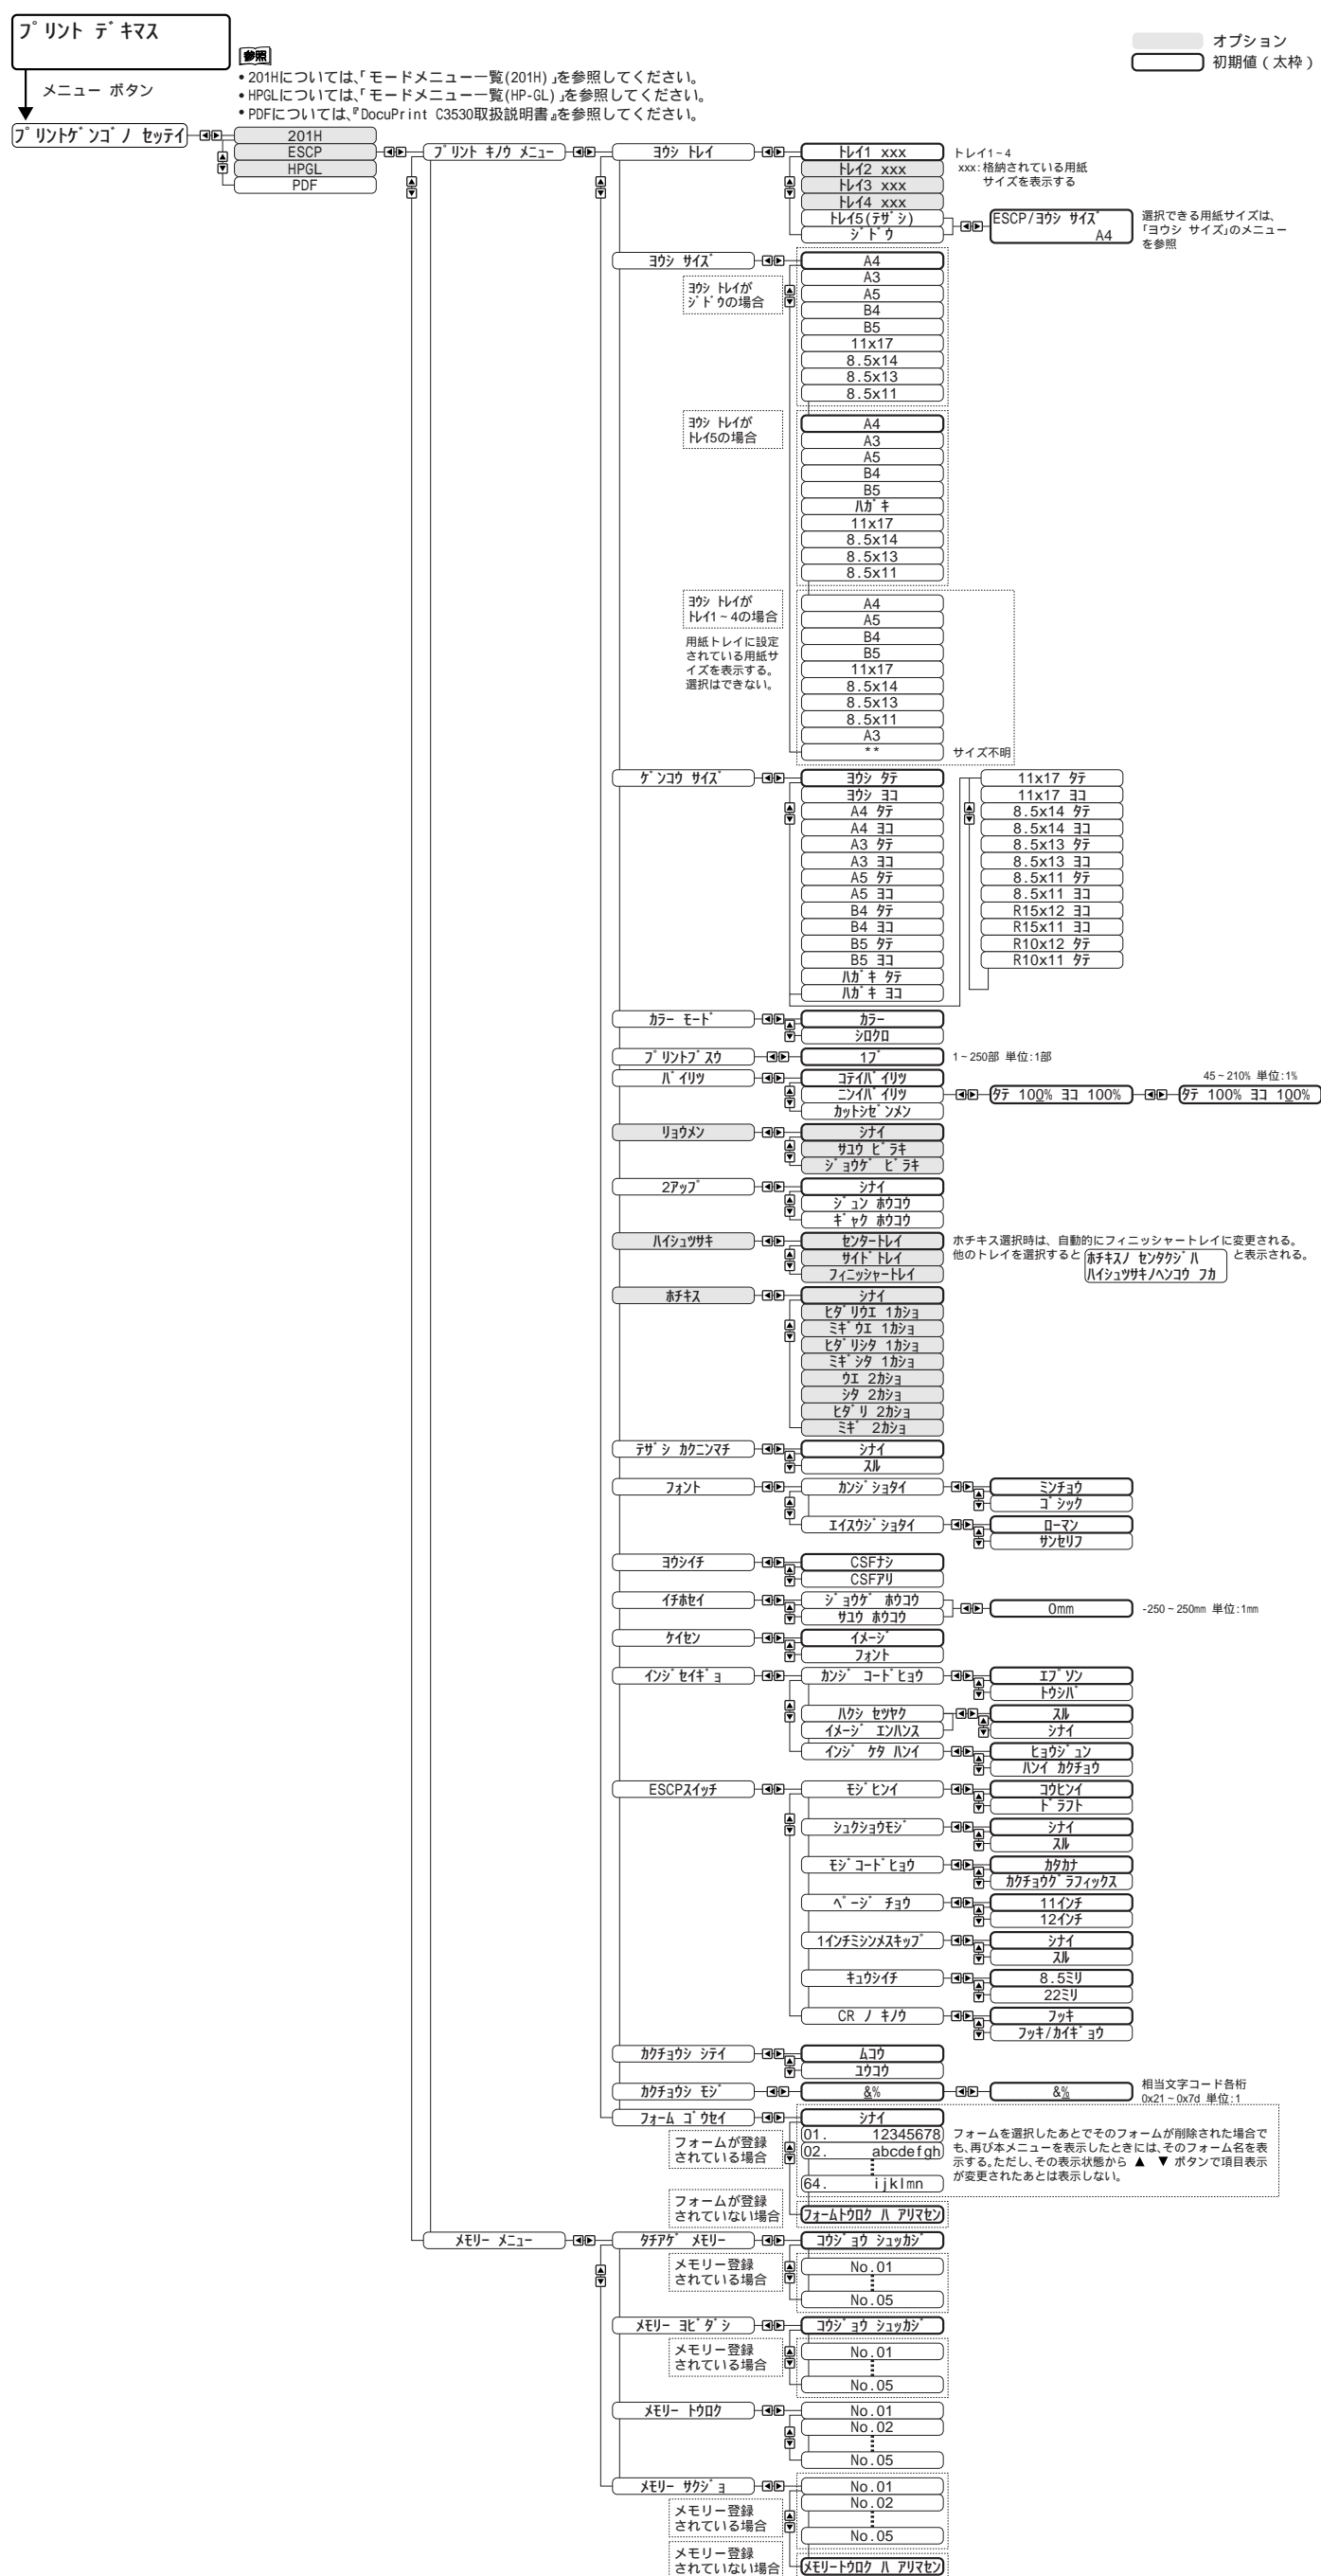 プリント デキマス
メニュー ボタン
参照
•201Hについては、「モードメニュー一覧(201H)」を参照してください。
•HPGLについては、「モードメニュー一覧(HP-GL)」を参照してください。
•PDFについては、『DocuPrint C3530取扱説明書』を参照してください。
オプション
初期値（太枠）
プリントゲンゴノ セッテイ
201H
ESCP
HPGL
PDF
プリント キノウ メニュー
ヨウシ トレイ
トレイ1 xxx
トレイ2 xxx
トレイ3 xxx
トレイ4 xxx
トレイ5(テザシ)
ジドウ
トレイ1~4
xxx:格納されている用紙
サイズを表示する
ESCP/ヨウシ サイズ
A4
選択できる用紙サイズは、
「ヨウシ サイズ」のメニュー
を参照
ヨウシ サイズ
ヨウシ トレイが
ジドウの場合
A4
A3
A5
B4
B5
11x17
8.5x14
8.5x13
8.5x11
ヨウシ トレイが
トレイ5の場合
A4
A3
A5
B4
B5
ハガキ
11x17
8.5x14
8.5x13
8.5x11
ヨウシ トレイが
トレイ1~4の場合
用紙トレイに設定
されている用紙サ
イズを表示する。
選択はできない。
A4
A5
B4
B5
11x17
8.5x14
8.5x13
8.5x11
A3
**
サイズ不明
ゲンコウ サイズ
ヨウシ タテ
ヨウシ ヨコ
A4 タテ
A4 ヨコ
A3 タテ
A3 ヨコ
A5 タテ
A5 ヨコ
B4 タテ
B4 ヨコ
B5 タテ
B5 ヨコ
ハガキ タテ
ハガキ ヨコ
11x17 タテ
11x17 ヨコ
8.5x14 タテ
8.5x14 ヨコ
8.5x13 タテ
8.5x13 ヨコ
8.5x11 タテ
8.5x11 ヨコ
R15x12 ヨコ
R15x11 ヨコ
R10x12 タテ
R10x11 タテ
カラー モード
カラー
シロクロ
プリントブスウ
1ブ
1~250部 単位:1部
バイリツ
コテイバイリツ
ニンイバイリツ
カットシゼンメン
タテ 100% ヨコ 100%
45~210% 単位:1%
タテ 100% ヨコ 100%
リョウメン
シナイ
サユウ ビラキ
ジョウゲ ビラキ
2アップ
シナイ
ジュン ホウコウ
ギャク ホウコウ
ハイシュツサキ
センタートレイ
サイドトレイ
フィニッシャートレイ
ホチキス選択時は、自動的にフィニッシャートレイに変更される。
他のトレイを選択すると
ホチキスノ センタクジハ
ハイシュツサキノヘンコウ フカ
と表示される。
ホチキス
シナイ
ヒダリウエ 1カショ
ミギウエ 1カショ
ヒダリシタ 1カショ
ミギシタ 1カショ
ウエ 2カショ
シタ 2カショ
ヒダリ 2カショ
ミギ 2カショ
テザシ カクニンマチ
シナイ
スル
フォント
カンジショタイ
ミンチョウ
ゴシック
エイスウジショタイ
ローマン
サンセリフ
ヨウシイチ
CSFナシ
CSFアリ
イチホセイ
ジョウゲ ホウコウ
サユウ ホウコウ
0mm
-250~250mm 単位:1mm
ケイセン
イメージ
フォント
インジセイギョ
カンジ コードヒョウ
エプソン
トウシバ
ハクシ セツヤク
イメージ エンハンス
スル
シナイ
インジ ケタ ハンイ
ヒョウジュン
ハンイ カクチョウ
ESCPスイッチ
モジヒンイ
コウヒンイ
ドラフト
シュクショウモジ
シナイ
スル
モジコードヒョウ
カタカナ
カクチョウグラフィックス
ページ チョウ
11インチ
12インチ
1インチミシンメスキップ
シナイ
スル
キュウシイチ
8.5ミリ
22ミリ
CR ノ キノウ
フッキ
フッキ/カイギョウ
カクチョウシ シテイ
ムコウ
ユウコウ
カクチョウシ モジ
&%
&%
相当文字コード各桁
0x21~0x7d 単位:1
フォーム ゴウセイ
フォームが登録
されている場合
シナイ
01. 12345678
02. abcdefgh
64. ijklmn
フォームを選択したあとでそのフォームが削除された場合で
も、再び本メニューを表示したときには、そのフォーム名を表
示する。ただし、その表示状態から ▲ ▼ ボタンで項目表示
が変更されたあとは表示しない。
フォームが登録
されていない場合
フォームトウロク ハ アリマセン
メモリー メニュー
タチアゲ メモリー
コウジョウ シュッカジ
メモリー登録
されている場合
No.01
No.05
メモリー ヨビダシ
コウジョウ シュッカジ
メモリー登録
されている場合
No.01
No.05
メモリー トウロク
No.01
No.02
No.05
メモリー サクジョ
メモリー登録
されている場合
No.01
No.02
No.05
メモリー登録
されていない場合
メモリートウロク ハ アリマセン